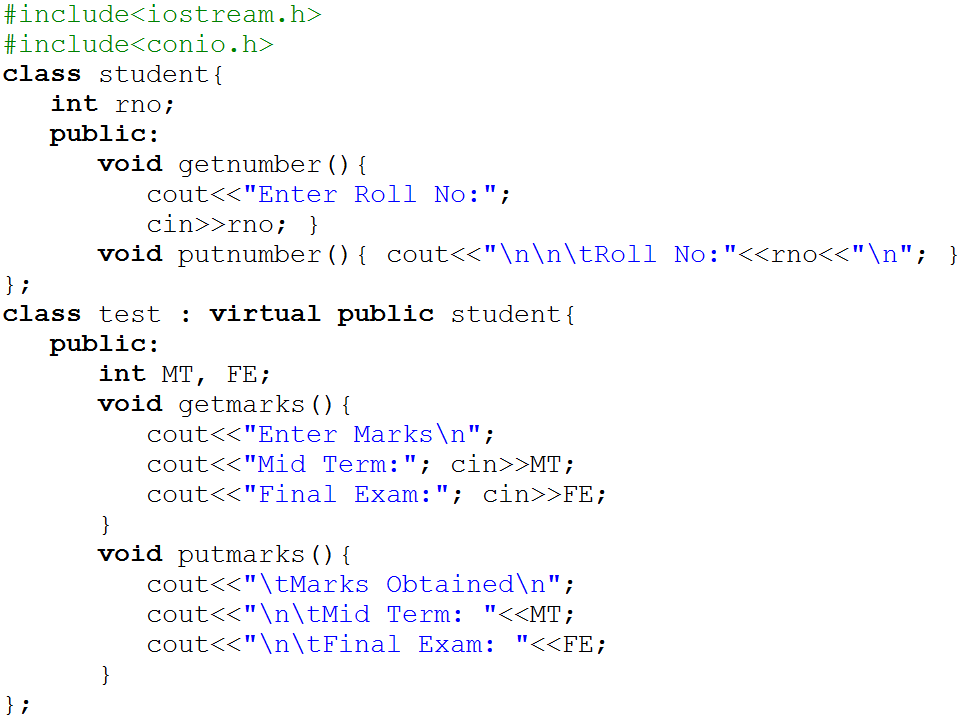 #include<iostream.h>
#include<conio.h>
class student{
   int rno;
   public:
      void getnumber(){
         cout<<"Enter Roll No:";
         cin>>rno; }
      void putnumber(){ cout<<"\n\n\tRoll No:"<<rno<<"\n"; }
};
class test : virtual public student{
   public:
      int MT, FE;
      void getmarks(){
         cout<<"Enter Marks\n";
         cout<<"Mid Term:"; cin>>MT;
         cout<<"Final Exam:"; cin>>FE;
      }
      void putmarks(){
         cout<<"\tMarks Obtained\n";
         cout<<"\n\tMid Term: "<<MT;
         cout<<"\n\tFinal Exam: "<<FE;
      }
};